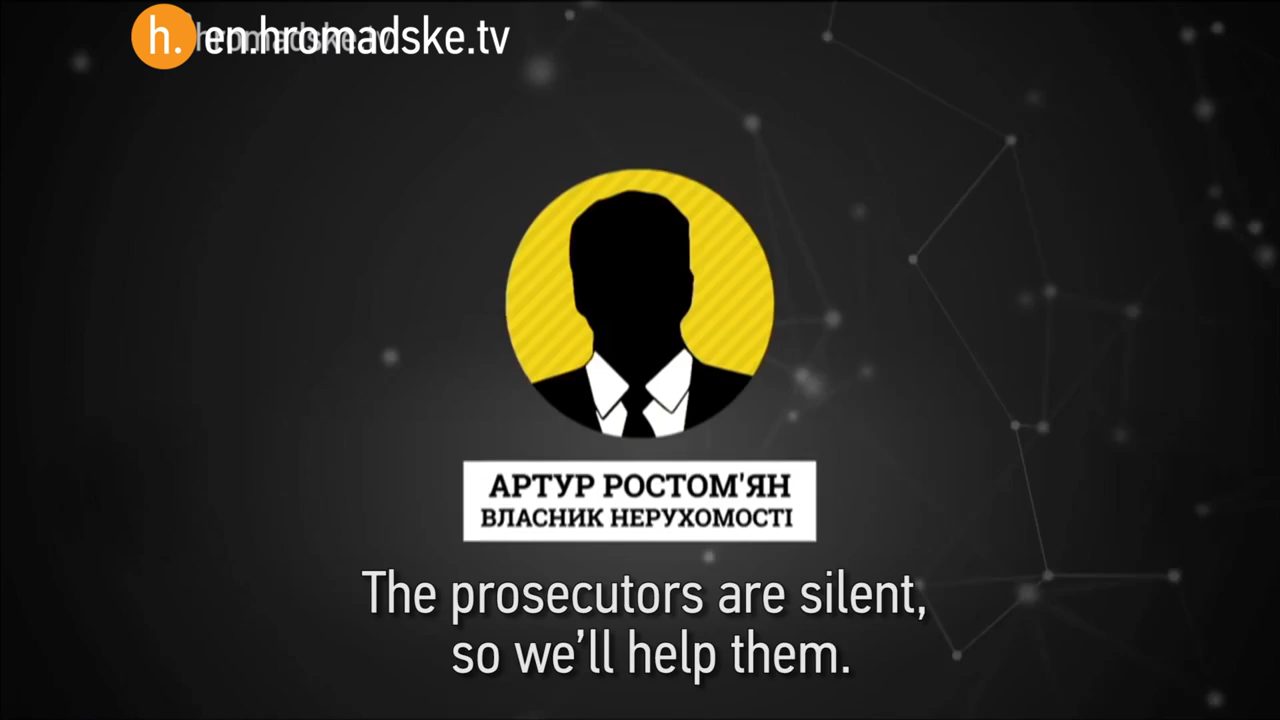 h. en.hromadske.tv
АРТУР РОСТОМ'ЯН
ВЛАСНИК НЕРУХОМОСТІ
The prosecutors are silent,
so we’ll help them.